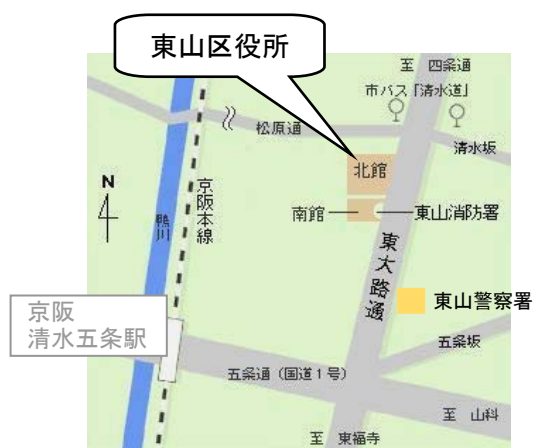 東山区役所
至 四条通
市バス「清水道」
松原通
清水坂
北館
N
京阪本線
鴨川
南館
東山消防署
東大路通
東山警察署
京阪
清水五条駅
五条坂
五条通（国道1号）
至 山科
至 東福寺